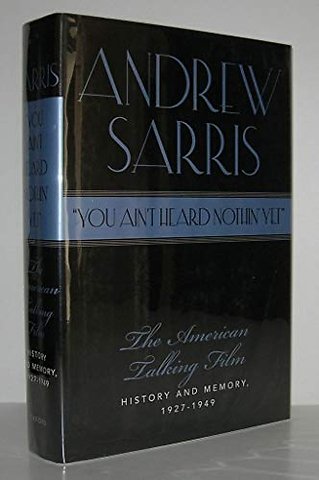 ANDREW
SARRIS
"YOU AIN'T HEARD NOTHIN' YET"
The American
Talking Film
HISTORY AND MEMORY,
1927-1949
SARRIS
"YOU
AIN'T
HEARD
NOTHIN'
YET"
The
American
Talking
Film
HISTORY
AND MEMORY,
1927-1949